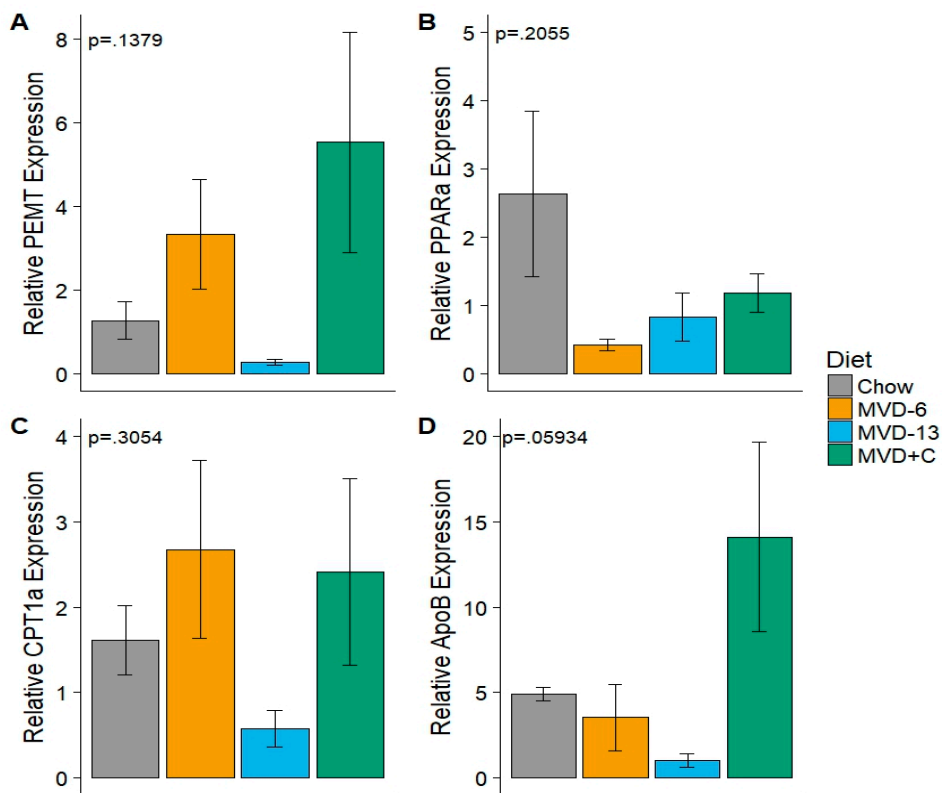 A
p=.1379
Relative PEMT Expression
8
6
4
2
0
B
p=.2055
Relative PPARa Expression
5
4
3
2
1
0
C
p=.3054
Relative CPT1a Expression
4
3
2
1
0
D
p=.05934
Relative ApoB Expression
20
15
10
5
0
Diet
Chow
MVD-6
MVD-13
MVD+C